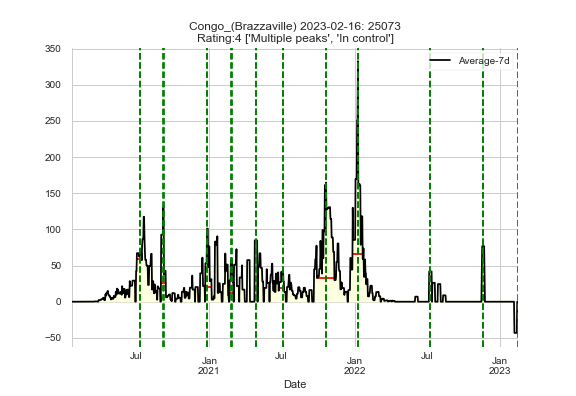 Congo_(Brazzaville) 2023-02-16: 25073
Rating:4 ['Multiple peaks', 'In control']
350
Average-7d
300
250
200
150
100
50
0
−50
Jul
Jan
2021
Jul
Jan
2022
Jul
Jan
2023
Date